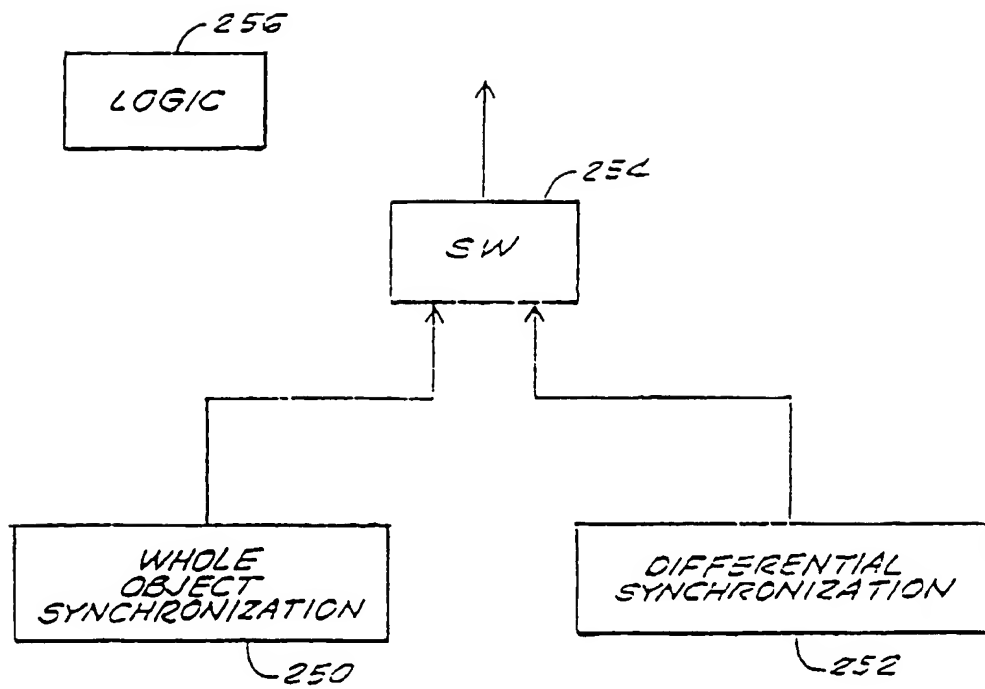 256
LOGIC
254
SW
WHOLE
OBJECT
SYNCHRONIZATION
DIFFERENTIAL
SYNCHRONIZATION
250
252